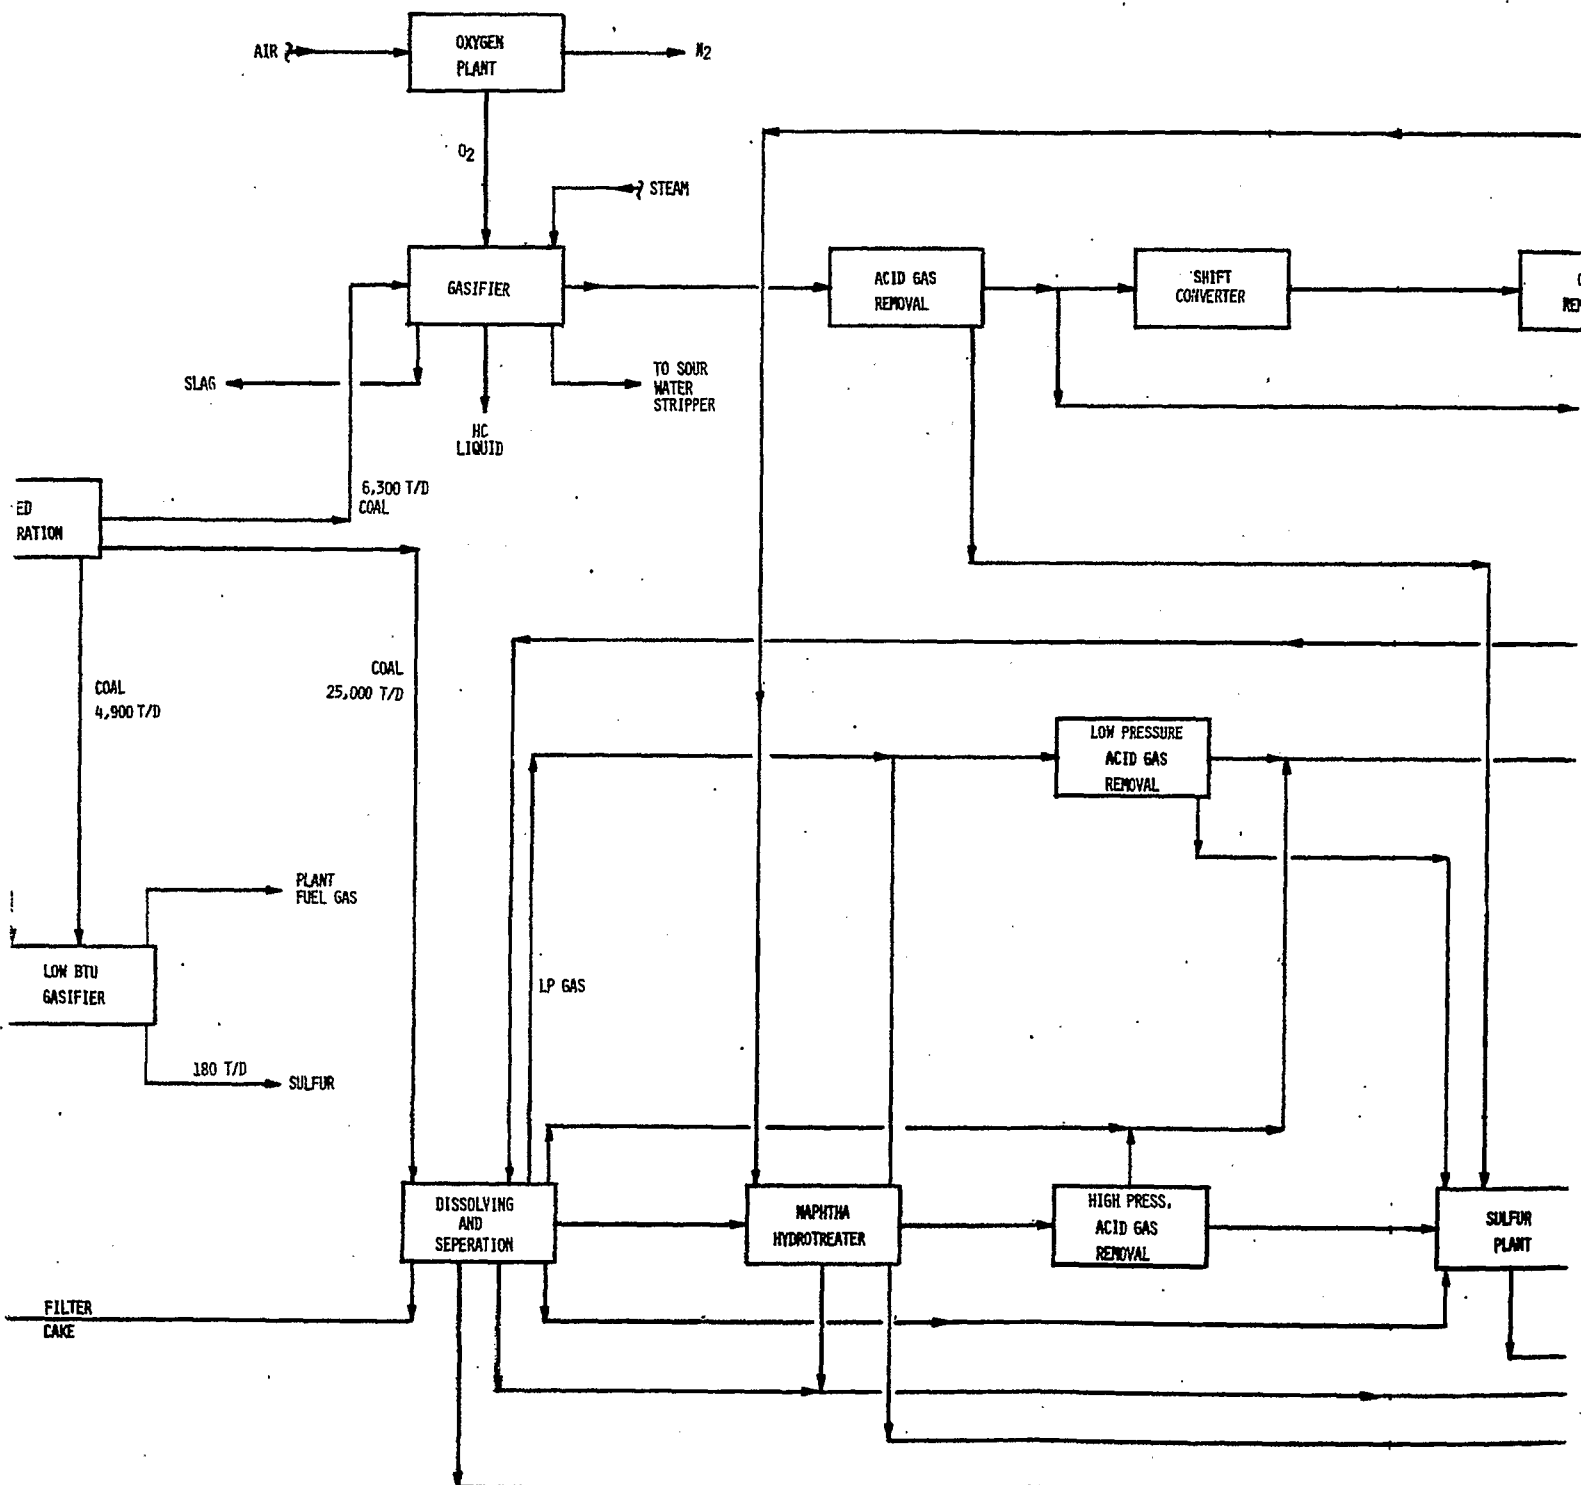 OXYGEN
PLANT
AIR
N2
O2
STEAM
GASIFIER
ACID GAS
REMOVAL
SHIFT
CONVERTER
SLAG
TO SOUR
WATER
STRIPPER
HC
LIQUID
6,300 T/D
COAL
ED
RATION
COAL
25,000 T/D
COAL
4,900 T/D
LOW PRESSURE
ACID GAS
REMOVAL
PLANT
FUEL GAS
LOW BTU
GASIFIER
LP GAS
180 T/D
SULFUR
DISSOLVING
AND
SEPERATION
NAPHTHA
HYDROTREATER
HIGH PRESS.
ACID GAS
REMOVAL
SULFUR
PLANT
FILTER
CAKE